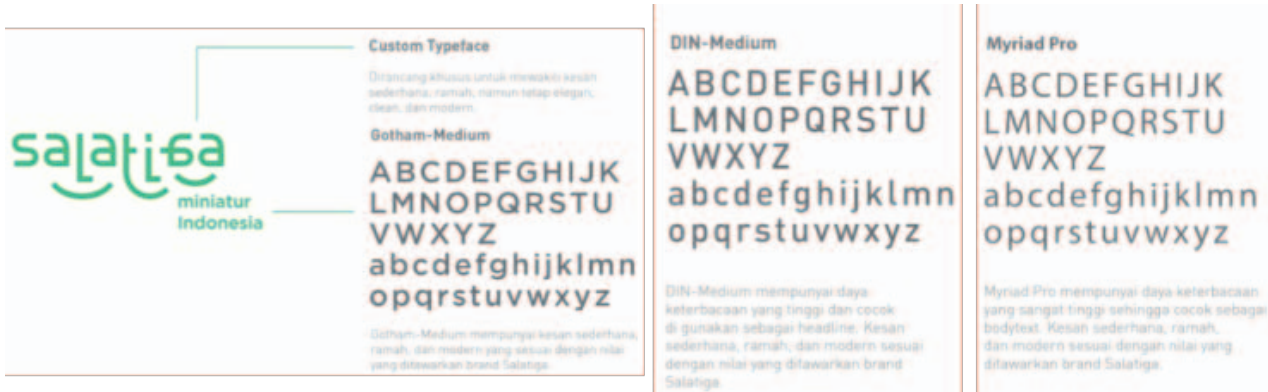 salatiga
miniatur
Indonesia
Custom Typeface
Dirancang khusus untuk mewakili kesan
sederhana, ramah, namun tetap elegan,
clean, dan modern.
Gotham-Medium
ABCDEFGHIJK
LMNOPQRSTU
VWXYZ
abcdefghijklmn
opqrstuvwxyz
Gotham-Medium mempunyai kesan sederhana,
ramah, dan modern yang sesuai dengan nilai
yang ditawarkan brand Salatiga.
DIN-Medium
ABCDEFGHIJK
LMNOPQRSTU
VWXYZ
abcdefghijklmn
opqrstuvwxyz
DIN-Medium mempunyai daya
keterbacaan yang tinggi dan cocok
di gunakan sebagai headline. Kesan
sederhana, ramah, dan modern sesuai
dengan nilai yang ditawarkan brand
Salatiga.
Myriad Pro
ABCDEFGHIJK
LMNOPQRSTU
VWXYZ
abcdefghijklmn
opqrstuvwxyz
Myriad Pro mempunyai daya keterbacaan
yang sangat tinggi sehingga cocok sebagai
bodytext. Kesan sederhana, ramah,
dan modern sesuai dengan nilai yang
ditawarkan brand Salatiga.